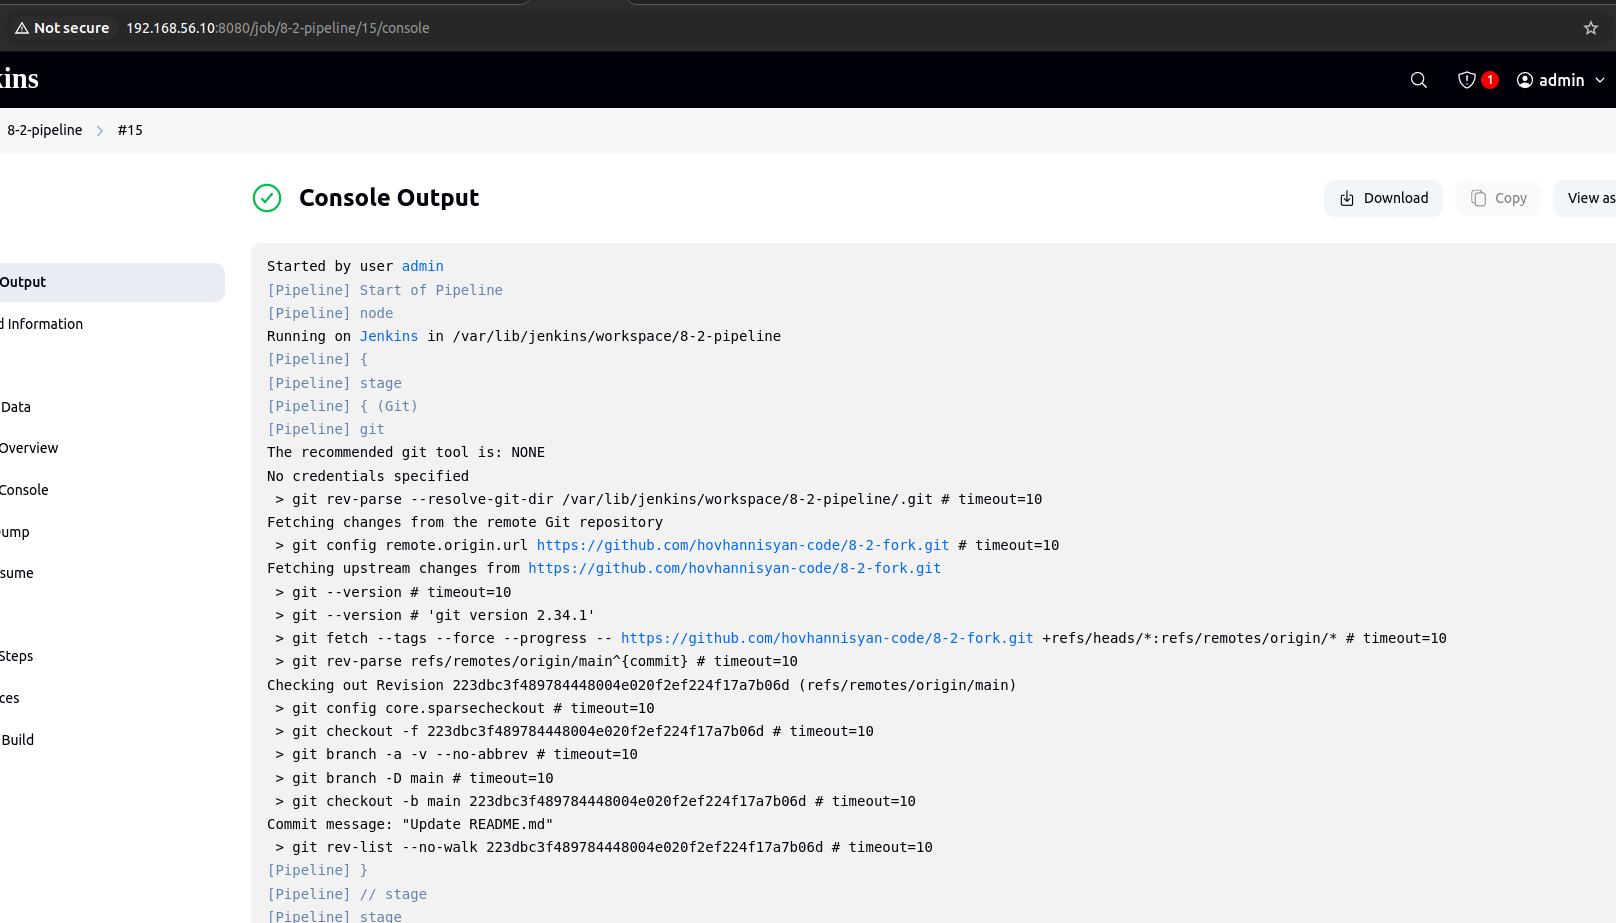 Not secure 192.168.56.10:8080/job/8-2-pipeline/15/console
kins
1
admin
8-2-pipeline > #15
Console Output
Download
Copy
View as
Output
d Information
Data
Overview
Console
ump
sume
Steps
ces
Build
Started by user admin
[Pipeline] Start of Pipeline
[Pipeline] node
Running on Jenkins in /var/lib/jenkins/workspace/8-2-pipeline
[Pipeline] {
[Pipeline] stage
[Pipeline] { (Git)
[Pipeline] git
The recommended git tool is: NONE
No credentials specified
 > git rev-parse --resolve-git-dir /var/lib/jenkins/workspace/8-2-pipeline/.git # timeout=10
Fetching changes from the remote Git repository
 > git config remote.origin.url https://github.com/hovhannisyan-code/8-2-fork.git # timeout=10
Fetching upstream changes from https://github.com/hovhannisyan-code/8-2-fork.git
 > git --version # timeout=10
 > git --version # 'git version 2.34.1'
 > git fetch --tags --force --progress -- https://github.com/hovhannisyan-code/8-2-fork.git +refs/heads/*:refs/remotes/origin/* # timeout=10
 > git rev-parse refs/remotes/origin/main^{commit} # timeout=10
Checking out Revision 223dbc3f489784448004e020f2ef224f17a7b06d (refs/remotes/origin/main)
 > git config core.sparsecheckout # timeout=10
 > git checkout -f 223dbc3f489784448004e020f2ef224f17a7b06d # timeout=10
 > git branch -a -v --no-abbrev # timeout=10
 > git branch -D main # timeout=10
 > git checkout -b main 223dbc3f489784448004e020f2ef224f17a7b06d # timeout=10
Commit message: "Update README.md"
 > git rev-list --no-walk 223dbc3f489784448004e020f2ef224f17a7b06d # timeout=10
[Pipeline] }
[Pipeline] // stage
[Pipeline] stage